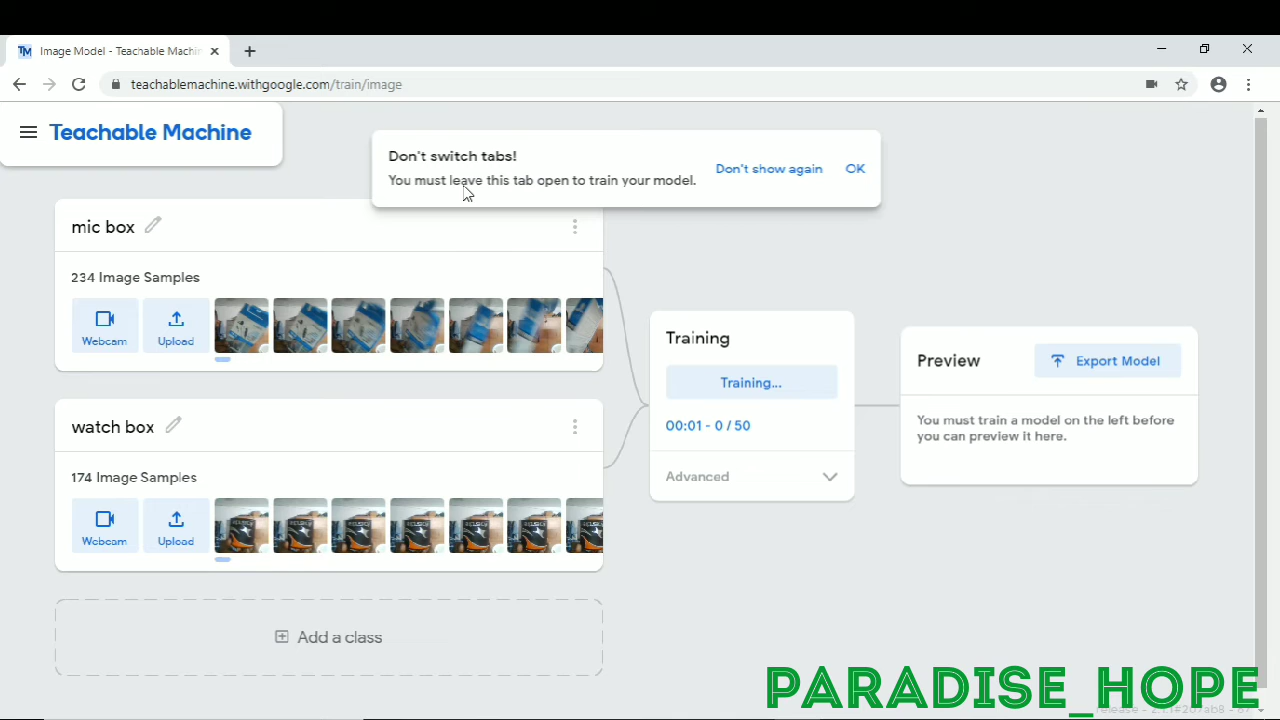 TM Image Model - Teachable Machin
teachablemachine.withgoogle.com/train/image
Teachable Machine
Don't switch tabs!
You must leave this tab open to train your model.
Don't show again
OK
mic box
234 Image Samples
Webcam
Upload
watch box
174 Image Samples
Webcam
Upload
Add a class
Training
Training...
00:01 - 0 / 50
Advanced
Preview
Export Model
You must train a model on the left before
you can preview it here.
PARADISE_HOPE